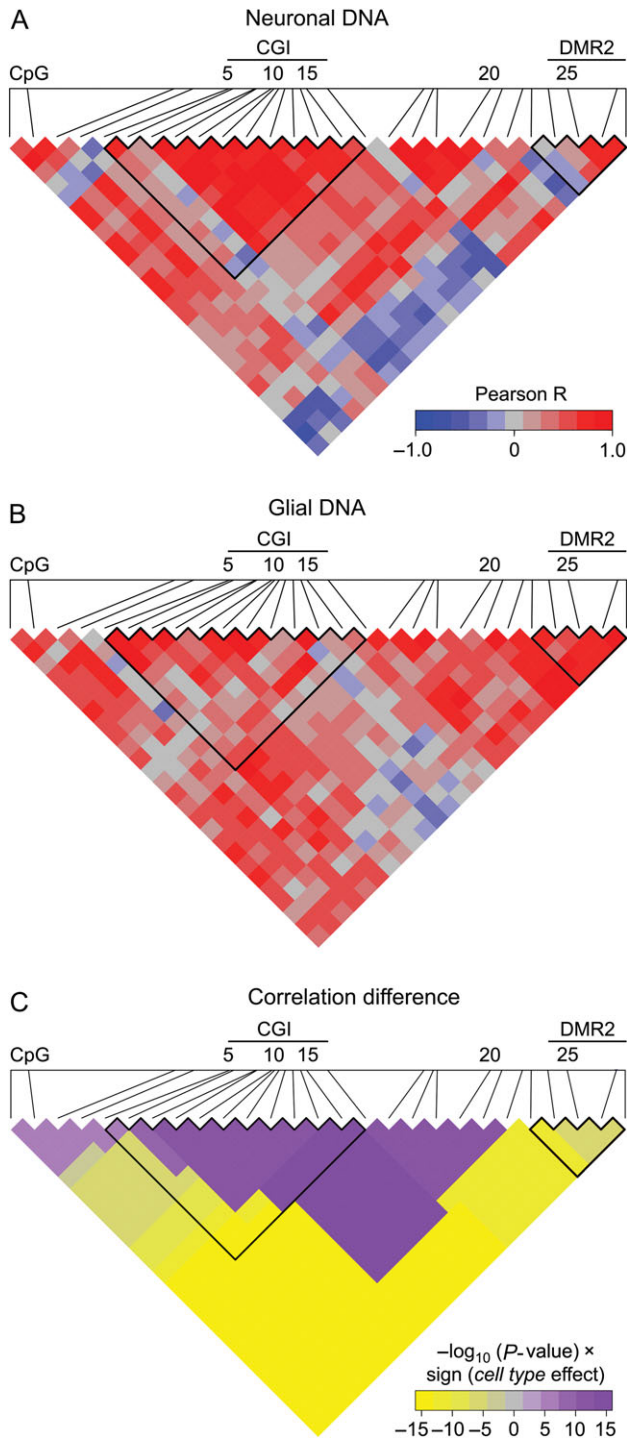 A
Neuronal DNA
CGI
DMR2
CpG
5
10
15
20
25
Pearson R
–1.0
0
1.0
B
Glial DNA
CGI
DMR2
CpG
5
10
15
20
25
C
Correlation difference
CGI
DMR2
CpG
5
10
15
20
25
–log10 (P-value) ×
sign (cell type effect)
–15 –10 –5 0 5 10 15